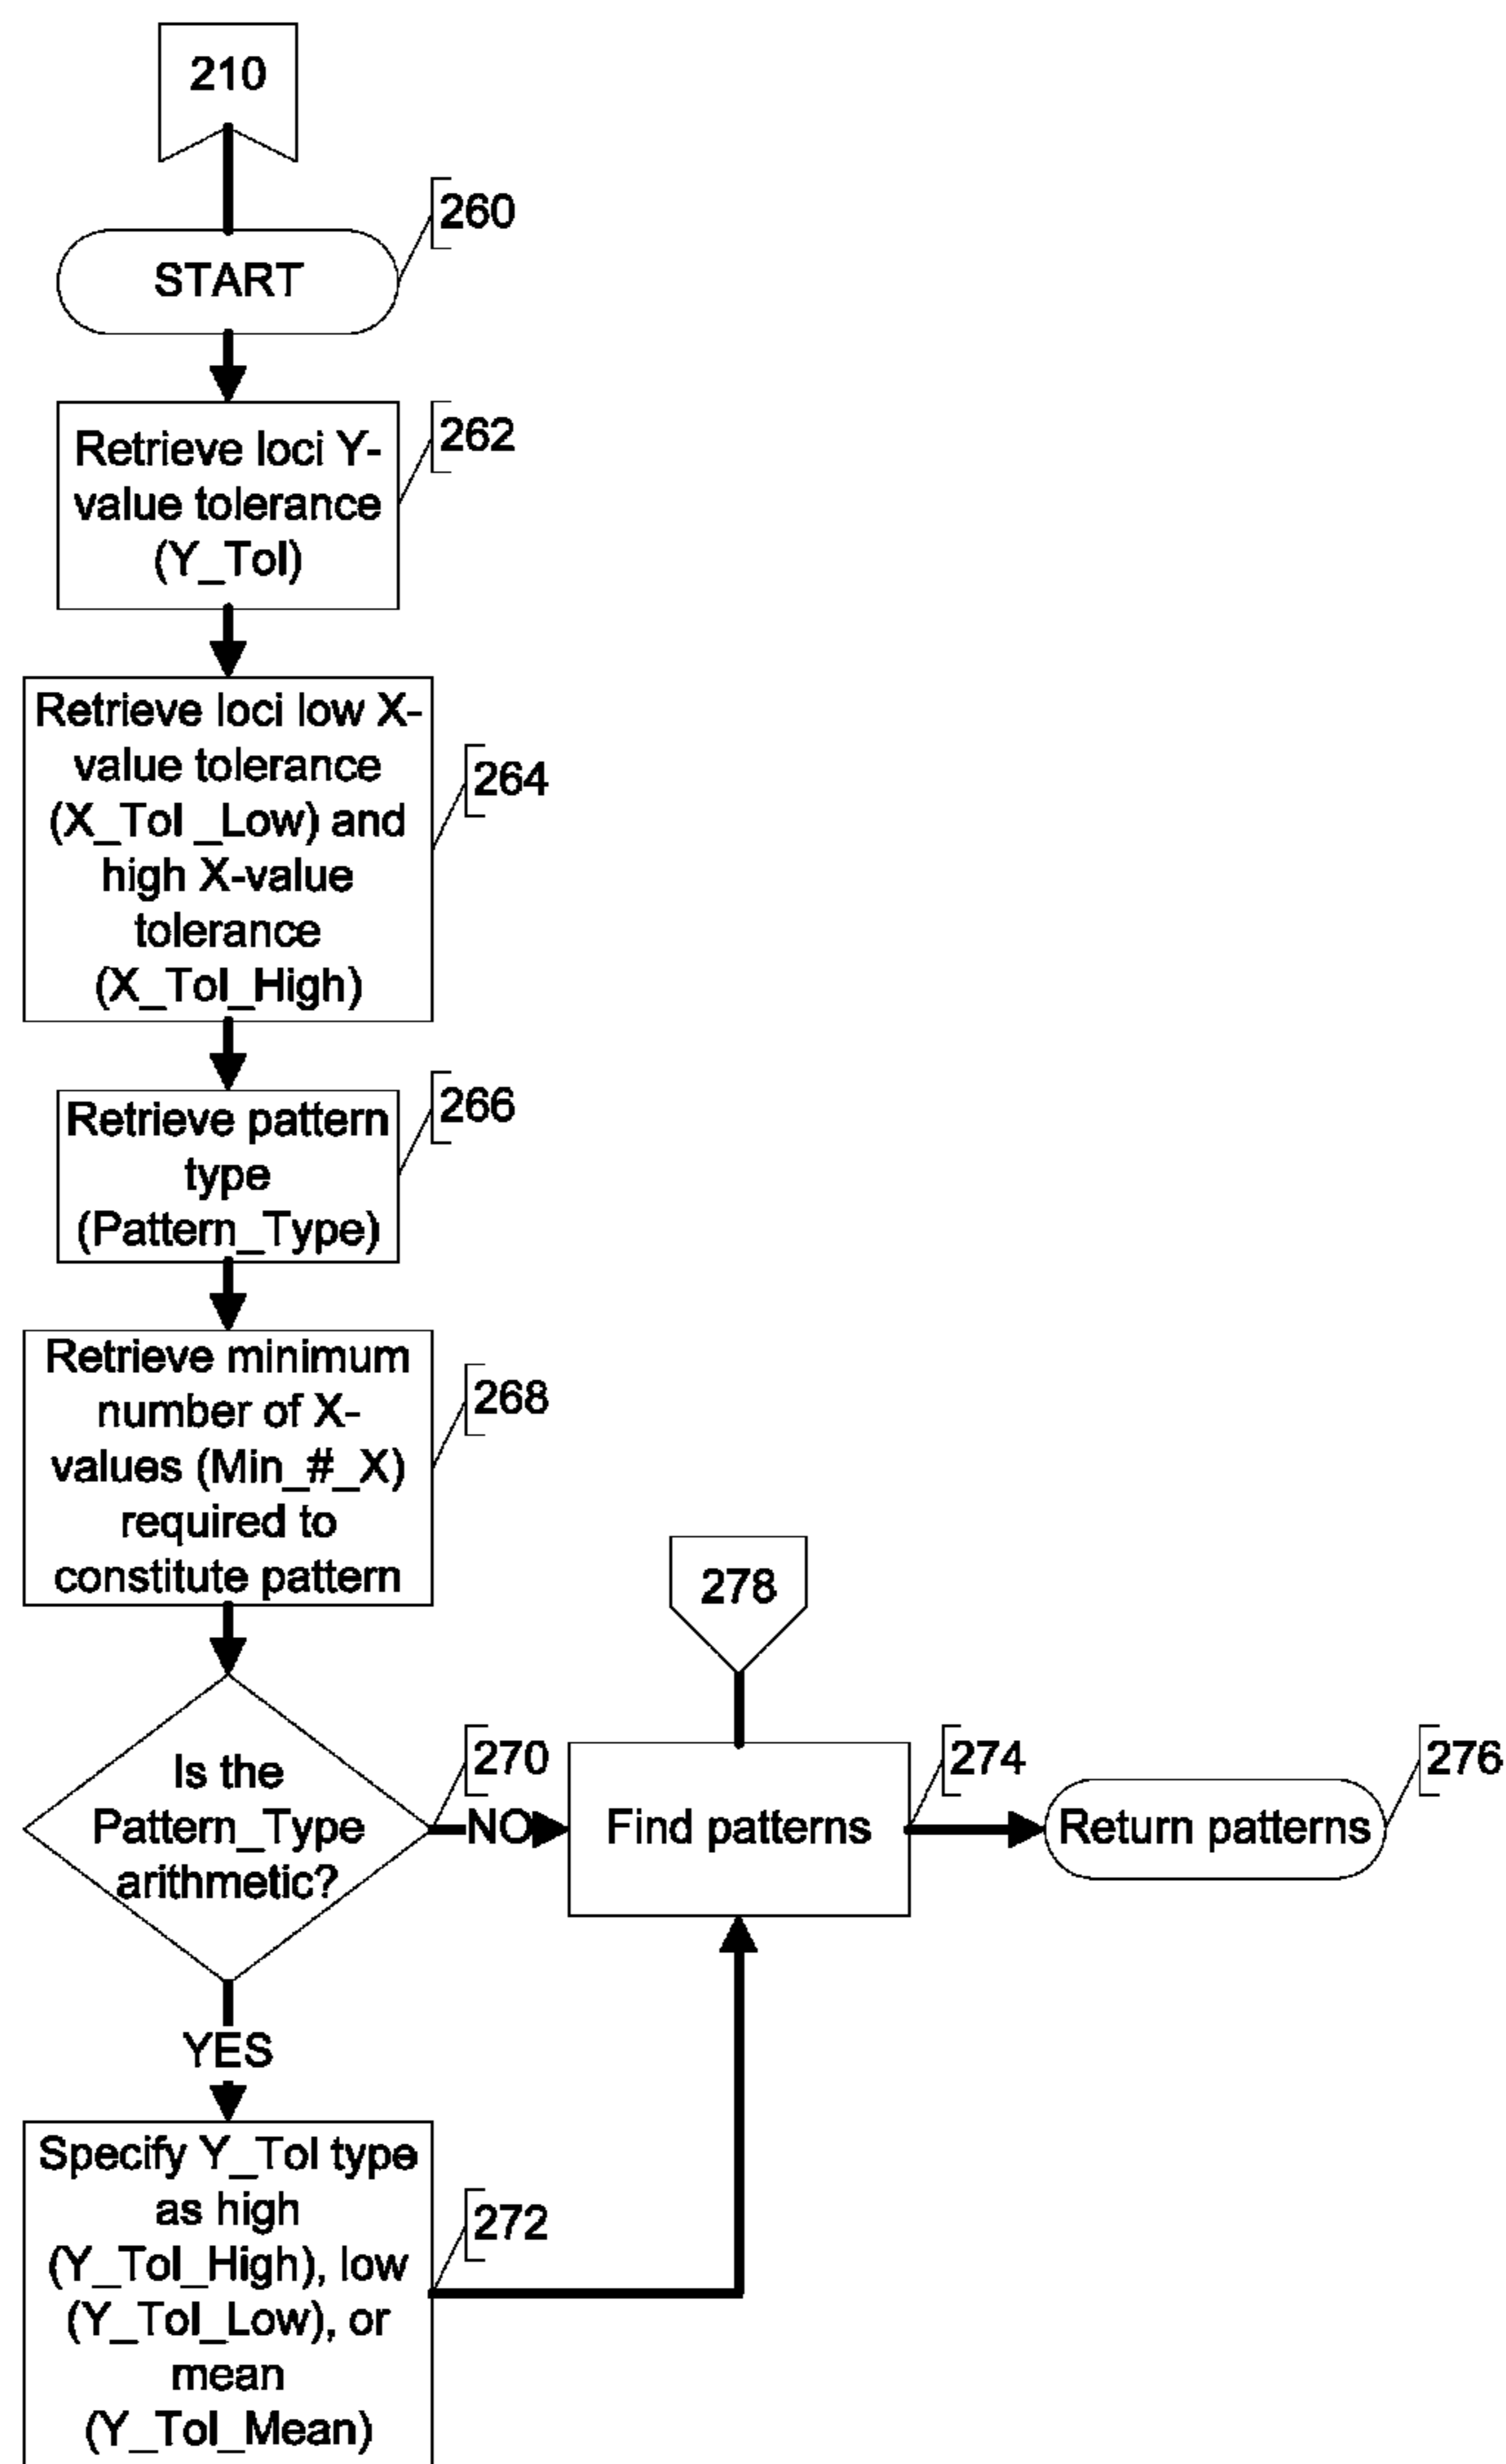 210
260
START
262
Retrieve loci Y-
value tolerance
(Y_Tol)
Retrieve loci low X-
value tolerance
(X_Tol _Low) and
high X-value
tolerance
(X_Tol_High)
264
266
Retrieve pattern
type
(Pattern_Type)
Retrieve minimum
number of X-
values (Min_#_X)
required to
constitute pattern
268
278
Is the
Pattern_Type
arithmetic?
270
NO
Find patterns
274
Return patterns
276
YES
Specify Y_Tol type
as high
(Y_Tol_High), low
(Y_Tol_Low), or
mean
(Y_Tol_Mean)
272